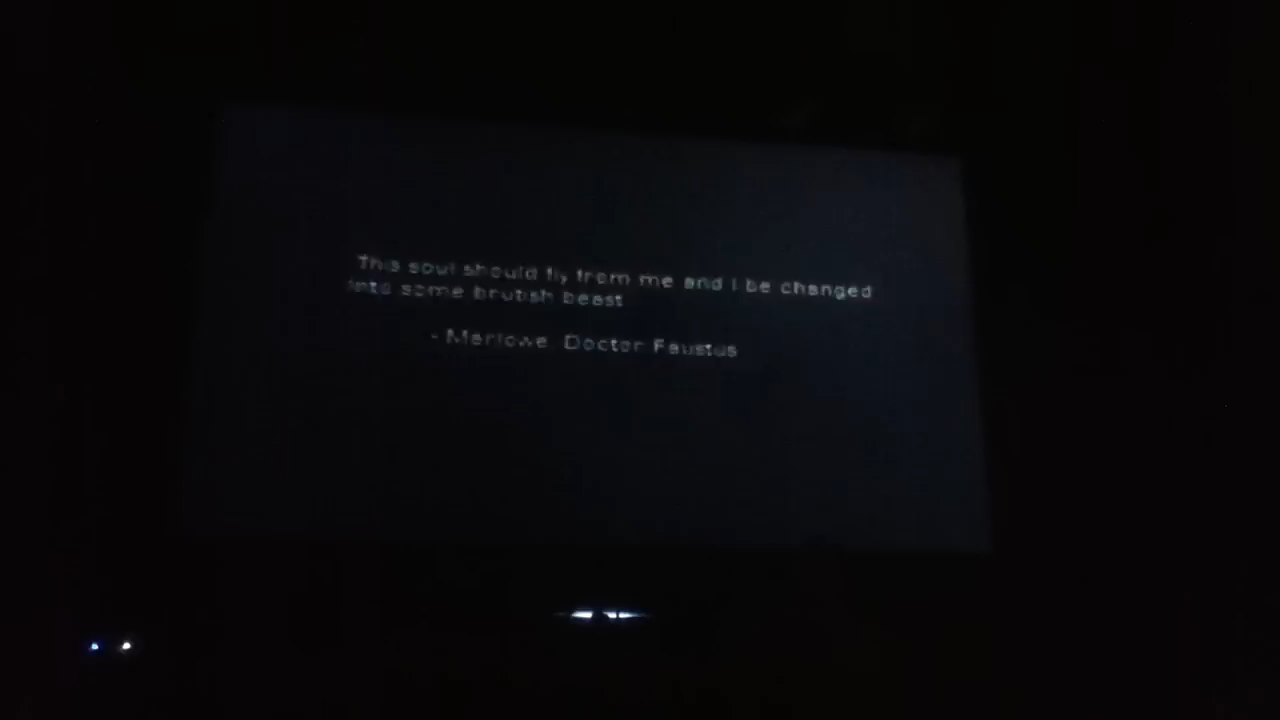 This soul should fly from me and I be changed
into some brutish beast
- Marlowe Doctor Faustus